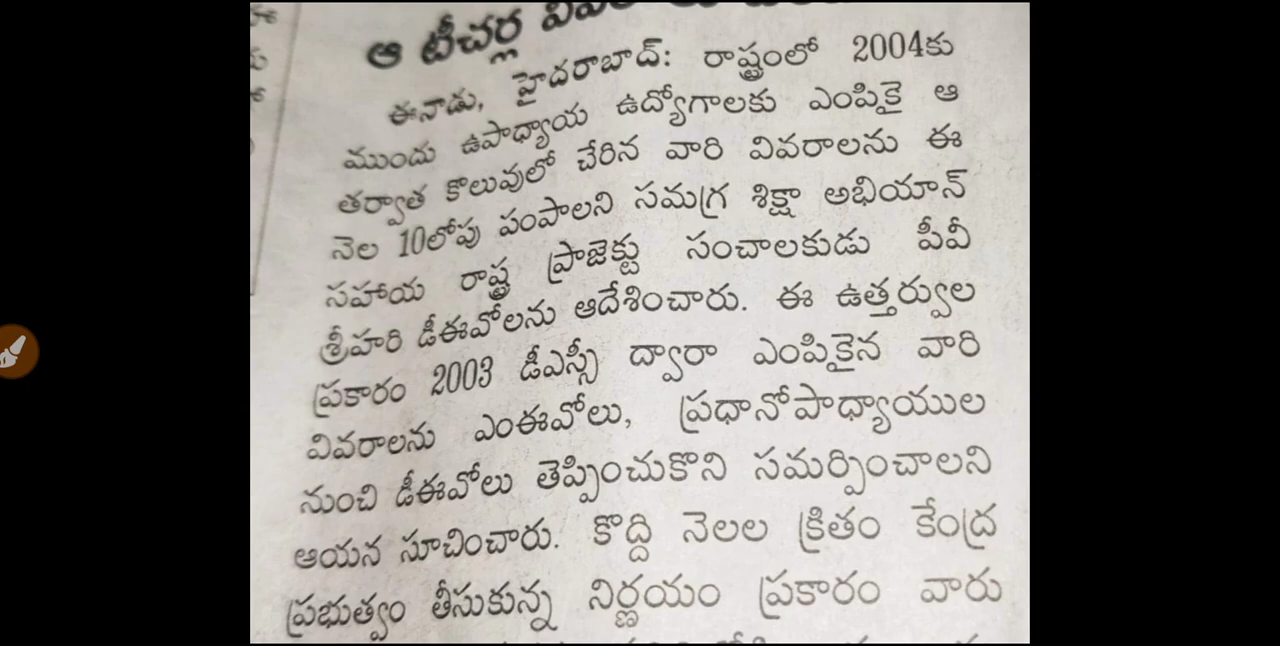 ఆ టీచర్ల
ఈనాడు, హైదరాబాద్: రాష్ట్రంలో 2004కు
ముందు ఉపాధ్యాయ ఉద్యోగాలకు ఎంపికై ఆ
తర్వాత కొలువులో చేరిన వారి వివరాలను ఈ
నెల 10లోపు పంపాలని సమగ్ర శిక్షా అభియాన్
సహాయ రాష్ట్ర ప్రాజెక్టు సంచాలకుడు పీవీ
శ్రీహరి డీఈవోలను ఆదేశించారు. ఈ ఉత్తర్వుల
ప్రకారం 2003 డీఎస్సీ ద్వారా ఎంపికైన వారి
వివరాలను ఎంఈవోలు, ప్రధానోపాధ్యాయుల
నుంచి డీఈవోలు తెప్పించుకొని సమర్పించాలని
ఆయన సూచించారు. కొద్ది నెలల క్రితం కేంద్ర
ప్రభుత్వం తీసుకున్న నిర్ణయం ప్రకారం వారు